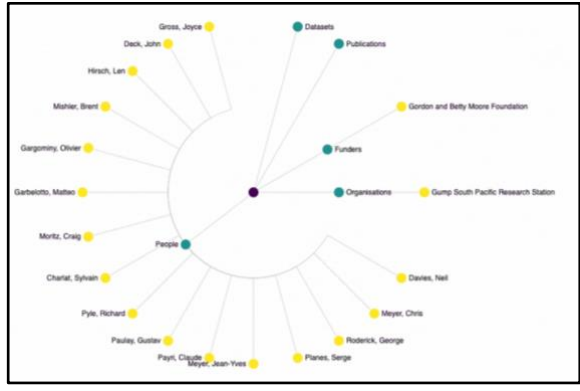 Gross, Joyce
Datasets
Deck, John
Publications
Hirsch, Len
Mishler, Brent
Gordon and Betty Moore Foundation
Gargominy, Olivier
Funders
Garbelotto, Matteo
Organisations
Gump South Pacific Research Station
Moritz, Craig
People
Charlat, Sylvain
Davies, Neil
Pyle, Richard
Meyer, Chris
Paulay, Gustav
Roderick, George
Payri, Claude
Meyer, Jean-Yves
Planes, Serge